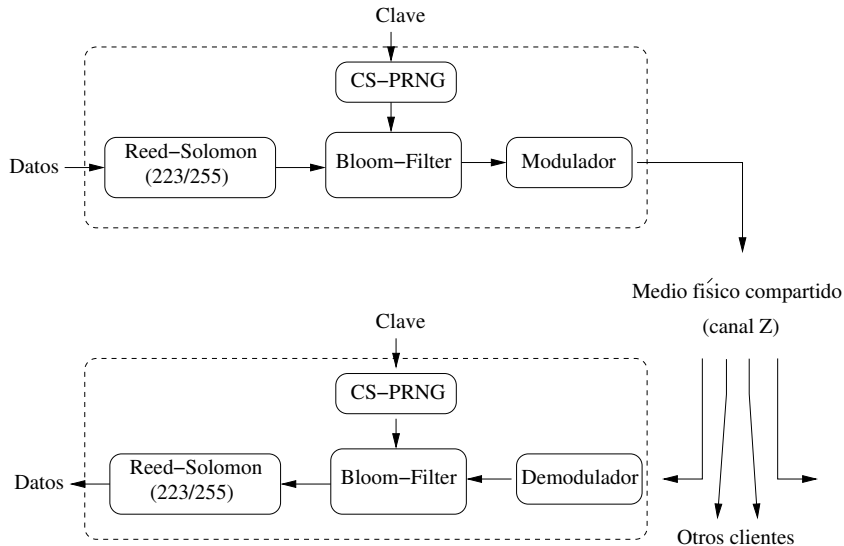 Clave
CS–PRNG
Datos
Reed–Solomon
(223/255)
Bloom–Filter
Modulador
Medio físico compartido
(canal Z)
Clave
CS–PRNG
Datos
Reed–Solomon
(223/255)
Bloom–Filter
Demodulador
Otros clientes